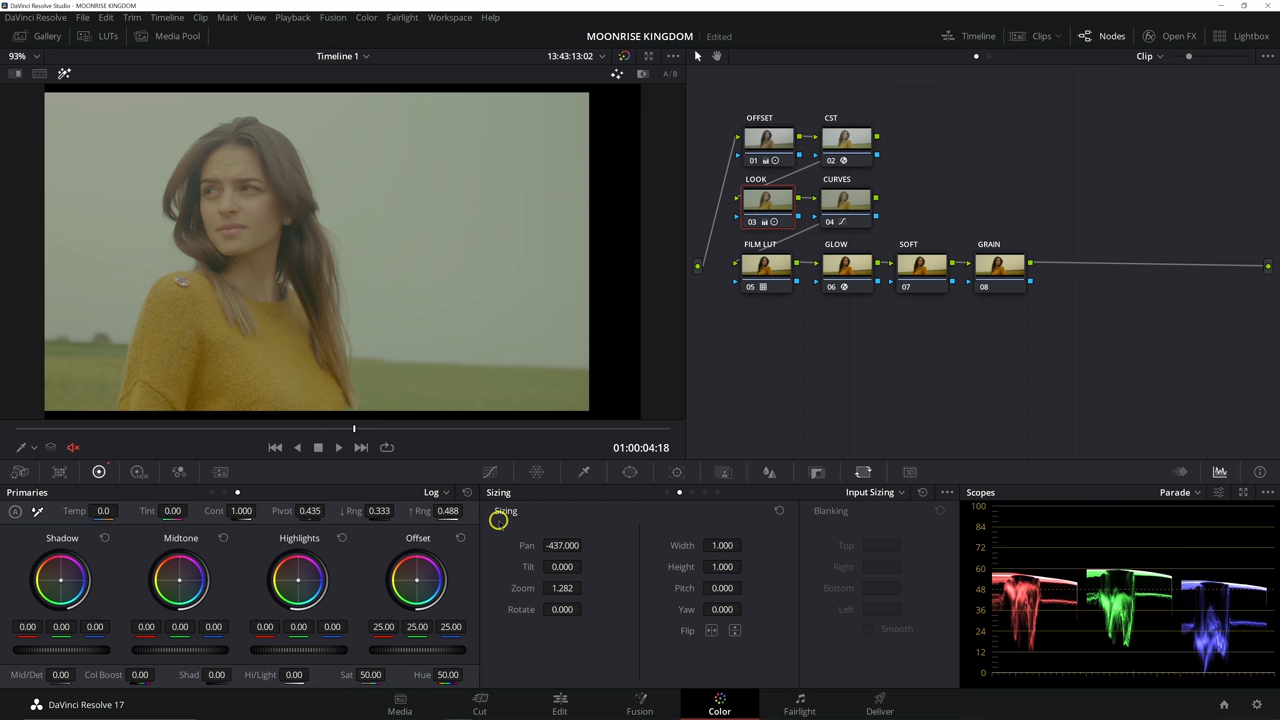 DaVinci Resolve Studio - MOONRISE KINGDOM
DaVinci Resolve File Edit Trim Timeline Clip Mark View Playback Fusion Color Fairlight Workspace Help
Gallery LUTs Media Pool MOONRISE KINGDOM Edited Timeline Clips Nodes Open FX Lightbox
93% Timeline 1 13:43:13:02 Clip
A/B
OFFSET CST
01 02
LOOK CURVES
03 04
FILM LUT GLOW SOFT GRAIN
05 06 07 08
01:00:04:18
Primaries Log Sizing Input Sizing Scopes Parade
A Temp 0.0 Tint 0.00 Cont 1.000 Pivot 0.435 ↓ Rng 0.333 ↑ Rng 0.488
Shadow Midtone Highlights Offset
0.00 0.00 0.00 0.00 0.00 0.00 0.00 0.00 0.00 25.00 25.00 25.00
Mid/Det 0.00 Col Boost 0.00 Shad 0.00 Hi/Light 0.00 Sat 50.00 Hue 50.00
Sizing Blanking
Pan -437.000 Width 1.000 Top
Tilt 0.000 Height 1.000 Right
Zoom 1.282 Pitch 0.000 Bottom
Rotate 0.000 Yaw 0.000 Left
Flip Smooth
100
84
72
60
48
36
24
12
0
DaVinci Resolve 17 Media Cut Edit Fusion Color Fairlight Deliver